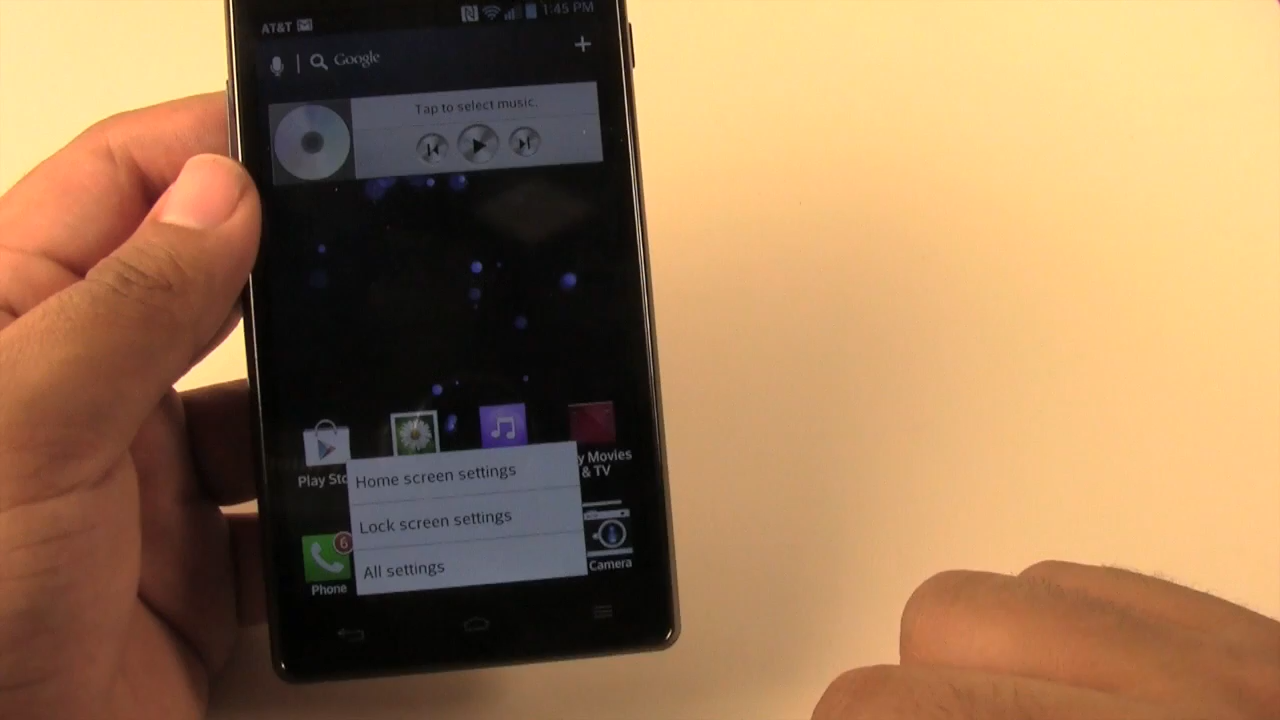 AT&T
1:45 PM
Google
Tap to select music.
Play Sto
y Movies
& TV
Home screen settings
Lock screen settings
All settings
6
Phone
Camera